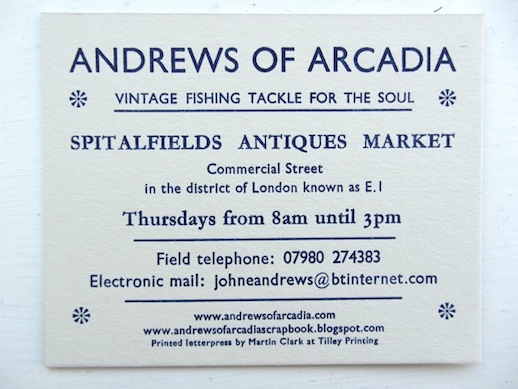 ANDREWS OF ARCADIA
VINTAGE FISHING TACKLE FOR THE SOUL
SPITALFIELDS ANTIQUES MARKET
Commercial Street
in the district of London known as E.1
Thursdays from 8am until 3pm
Field telephone: 07980 274383
Electronic mail: johneandrews@btinternet.com
www.andrewsofarcadia.com
www.andrewsofarcadiascrapbook.blogspot.com
Printed letterpress by Martin Clark at Tilley Printing